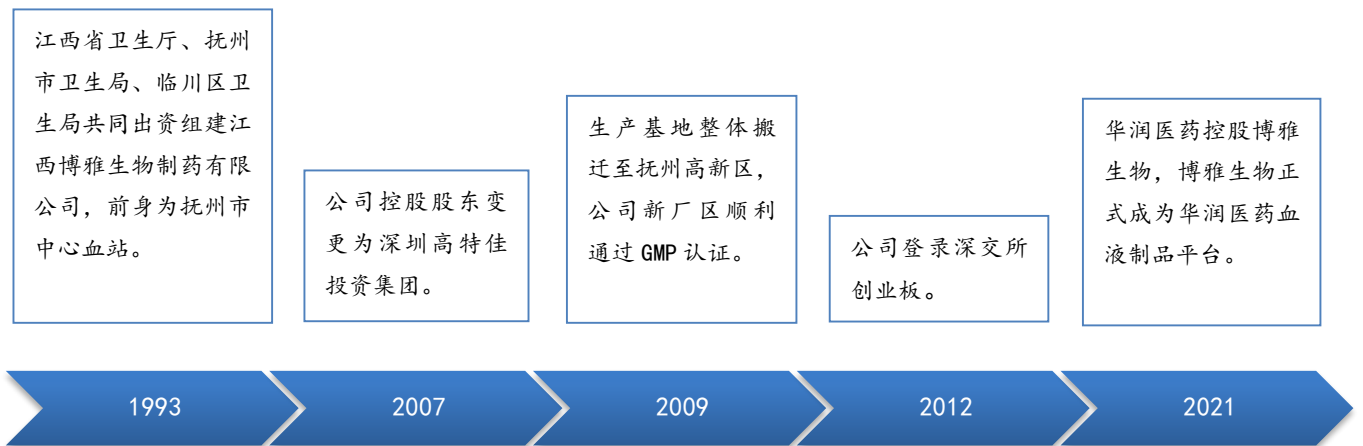 江西省卫生厅、抚州
市卫生局、临川区卫
生局共同出资组建江
西博雅生物制药有限
公司，前身为抚州市
中心血站。
公司控股股东变
更为深圳高特佳
投资集团。
生产基地整体搬
迁至抚州高新区，
公司新厂区顺利
通过 GMP 认证。
公司登录深交所
创业板。
华润医药控股博雅
生物，博雅生物正
式成为华润医药血
液制品平台。
1993
2007
2009
2012
2021